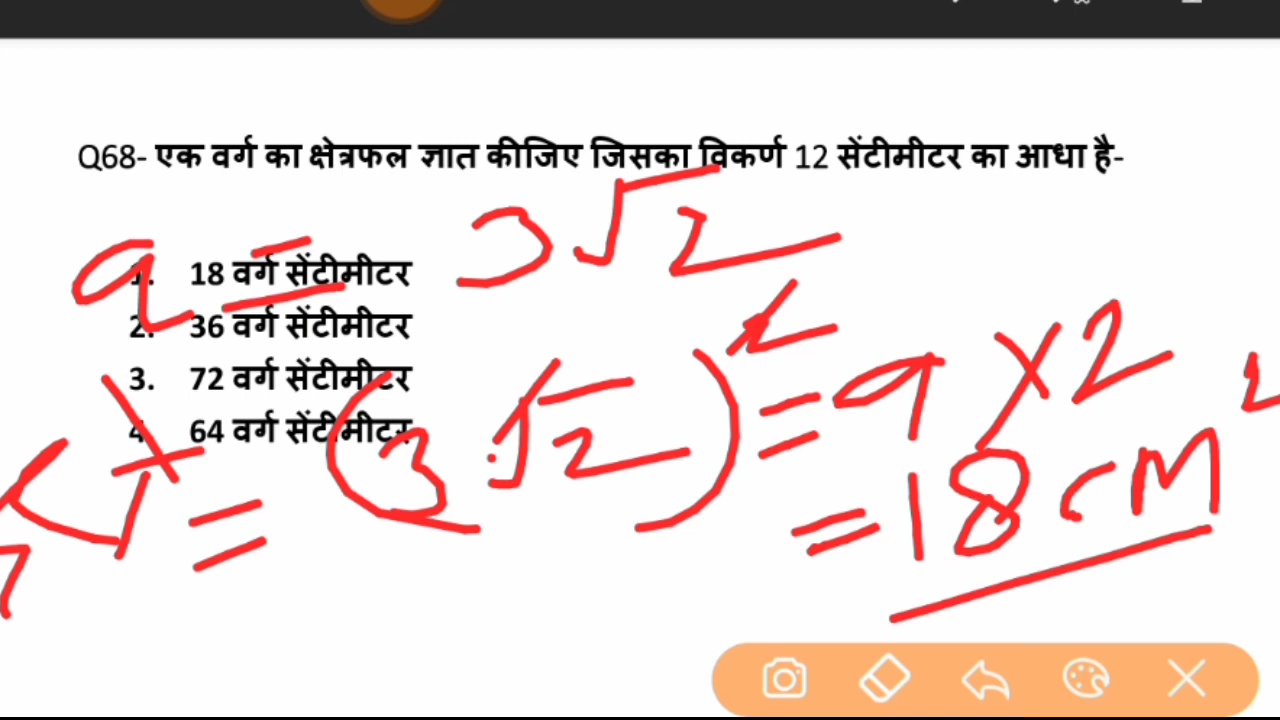 Q68- एक वर्ग का क्षेत्रफल ज्ञात कीजिए जिसका विकर्ण 12 सेंटीमीटर का आधा है-
a = 3√2
1. 18 वर्ग सेंटीमीटर
2. 36 वर्ग सेंटीमीटर
3. 72 वर्ग सेंटीमीटर
4. 64 वर्ग सेंटीमीटर
= (3√2)² = 9 × 2
= 18 cm²